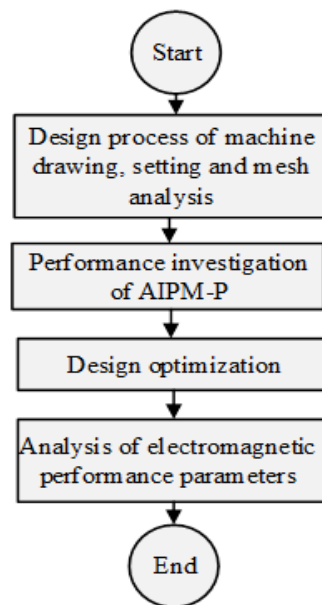 Start
Design process of machine
drawing, setting and mesh
analysis
Performance investigation
of AIPM-P
Design optimization
Analysis of electromagnetic
performance parameters
End